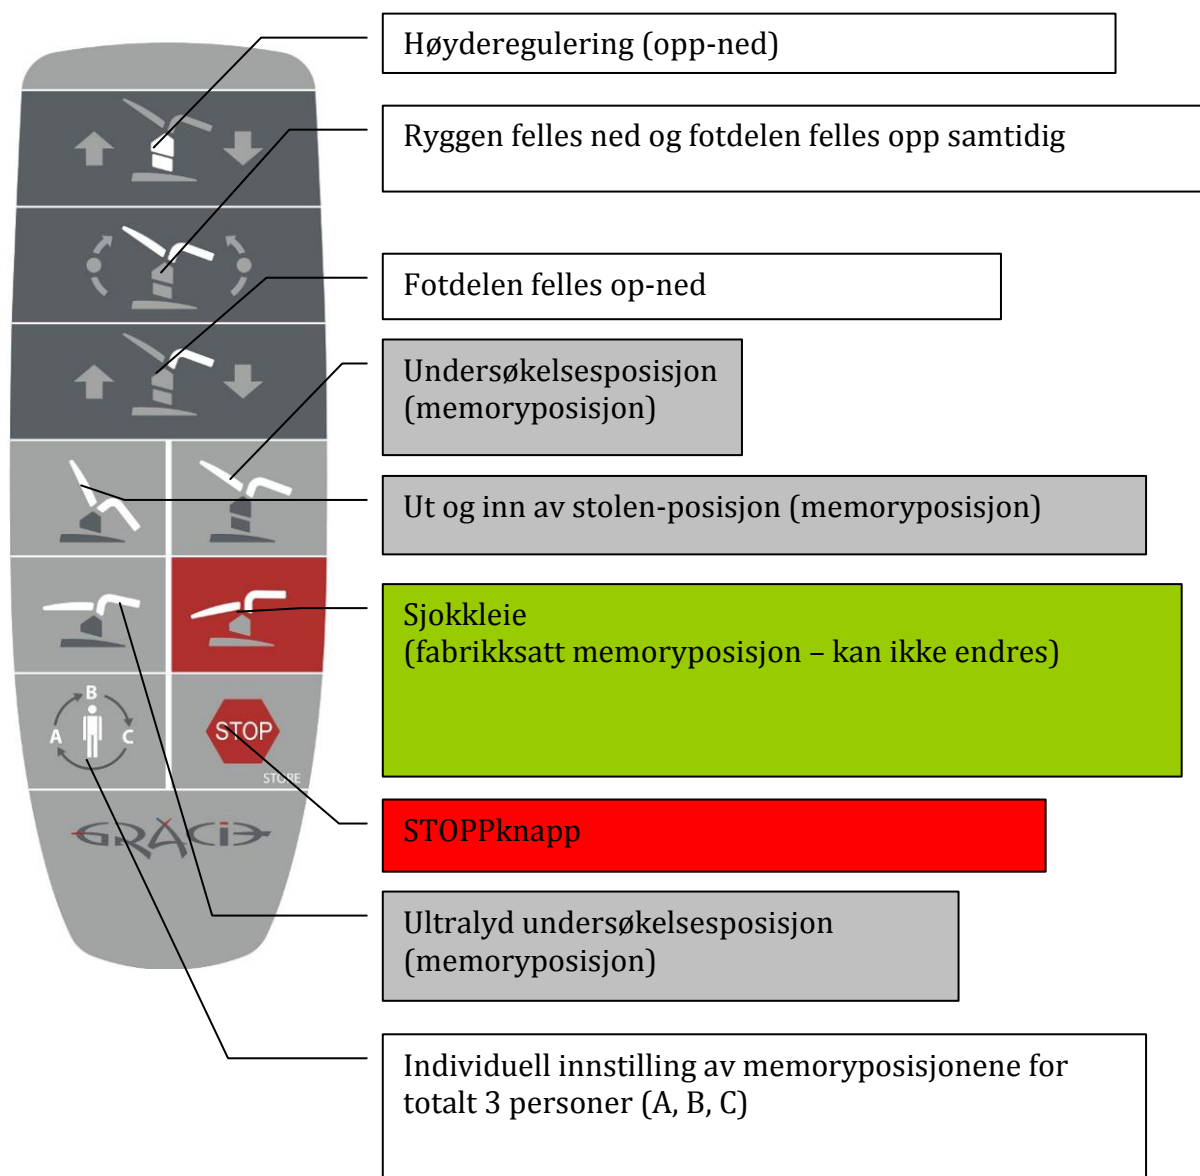 Høyderegulering (opp-ned)
Ryggen felles ned og fotdelen felles opp samtidig
Fotdelen felles op-ned
Undersøkelsesposisjon
(memoryposisjon)
Ut og inn av stolen-posisjon (memoryposisjon)
Sjokkleie
(fabrikksatt memoryposisjon – kan ikke endres)
B
A
C
STOP
STORE
GRACIE
STOPPknapp
Ultralyd undersøkelsesposisjon
(memoryposisjon)
Individuell innstilling av memoryposisjonene for
totalt 3 personer (A, B, C)